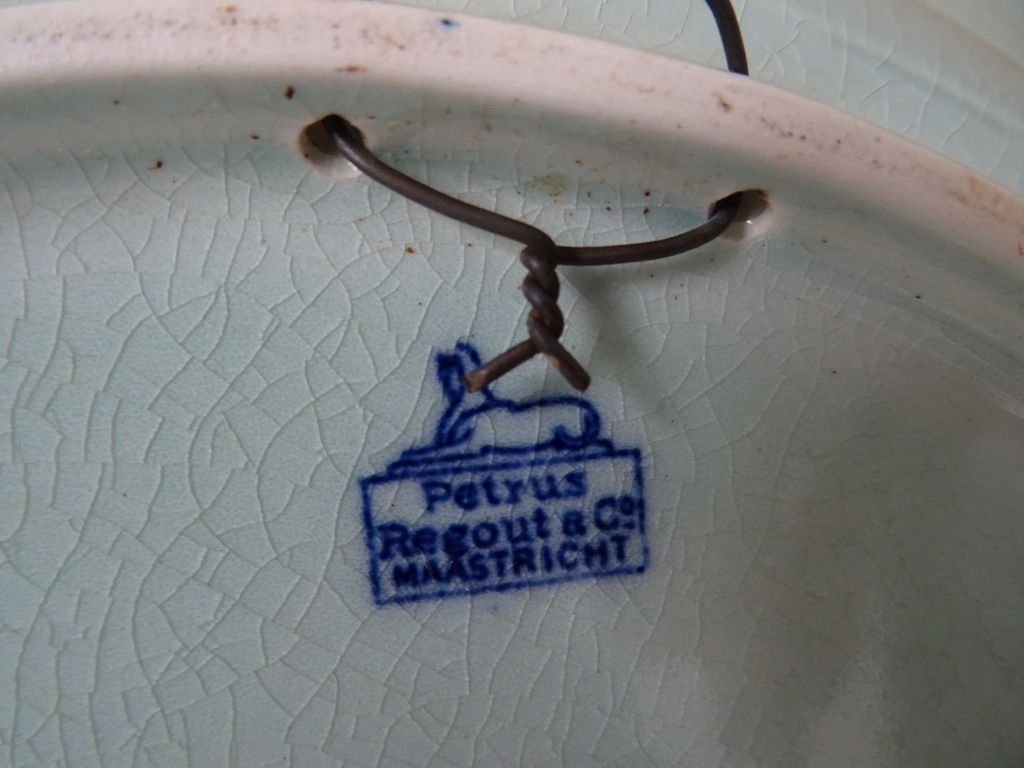 Petrus
Regout & Co
MAASTRICHT